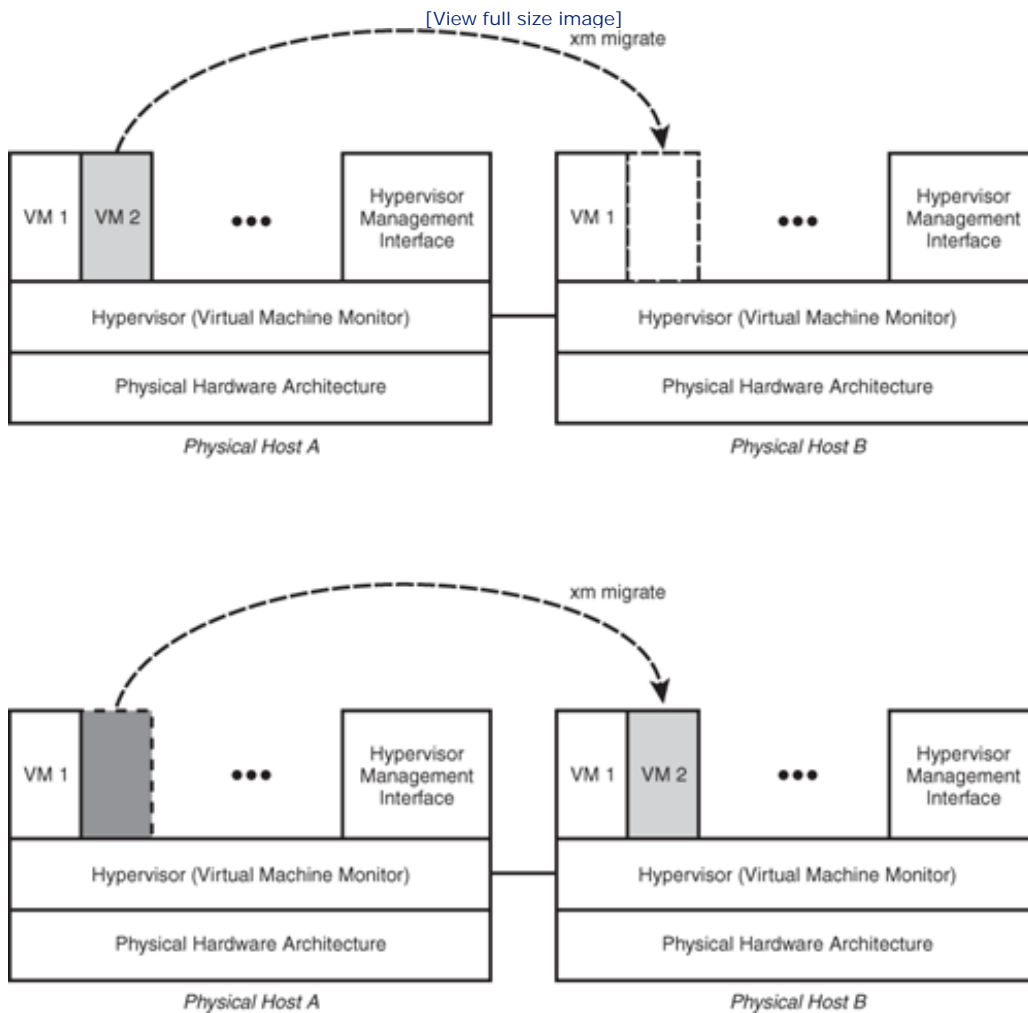 [View full size image]
xm migrate
VM 1
VM 2
●●●
Hypervisor
Management
Interface
VM 1
●●●
Hypervisor
Management
Interface
Hypervisor (Virtual Machine Monitor)
Hypervisor (Virtual Machine Monitor)
Physical Hardware Architecture
Physical Hardware Architecture
Physical Host A
Physical Host B
xm migrate
VM 1
●●●
Hypervisor
Management
Interface
VM 1
VM 2
●●●
Hypervisor
Management
Interface
Hypervisor (Virtual Machine Monitor)
Hypervisor (Virtual Machine Monitor)
Physical Hardware Architecture
Physical Hardware Architecture
Physical Host A
Physical Host B